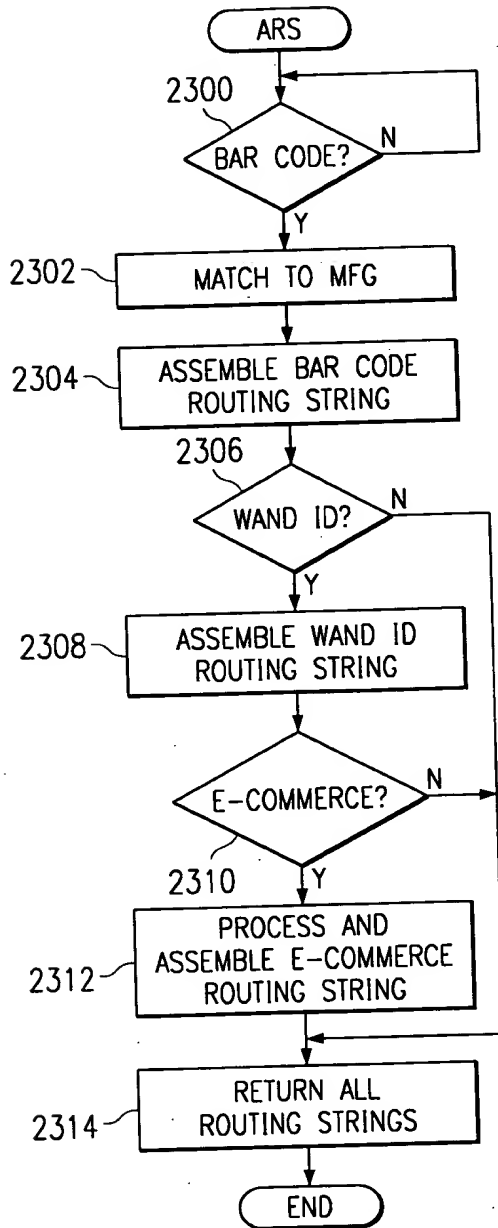 ARS
2300
BAR CODE?
N
Y
2302
MATCH TO MFG
2304
ASSEMBLE BAR CODE
ROUTING STRING
2306
WAND ID?
N
Y
2308
ASSEMBLE WAND ID
ROUTING STRING
E-COMMERCE?
N
2310
Y
2312
PROCESS AND
ASSEMBLE E-COMMERCE
ROUTING STRING
2314
RETURN ALL
ROUTING STRINGS
END